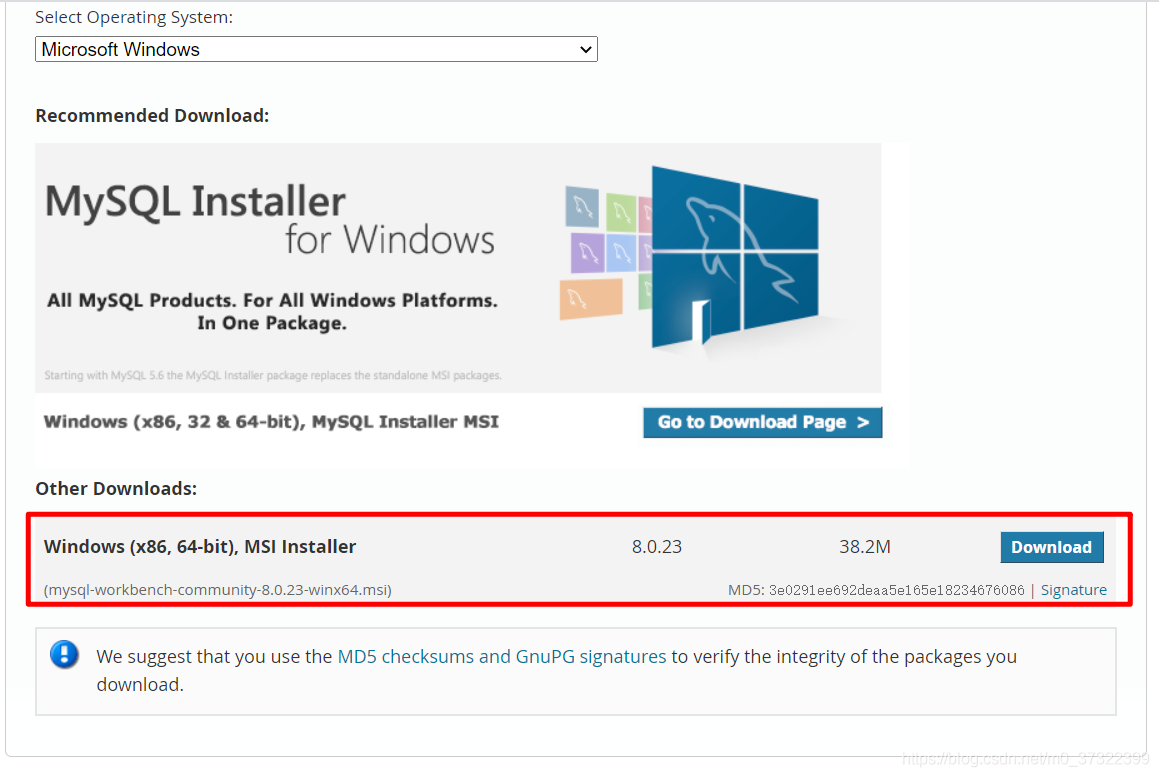 Select Operating System:
Microsoft Windows
Recommended Download:
MySQL Installer
for Windows
All MySQL Products. For All Windows Platforms.
In One Package.
Starting with MySQL 5.6 the MySQL Installer package replaces the standalone MSI packages.
Windows (x86, 32 & 64-bit), MySQL Installer MSI
Go to Download Page >
Other Downloads:
Windows (x86, 64-bit), MSI Installer 8.0.23 38.2M Download
(mysql-workbench-community-8.0.23-winx64.msi) MD5: 3e0291ee692deaa5e165e18234676086 | Signature
We suggest that you use the MD5 checksums and GnuPG signatures to verify the integrity of the packages you
download.
https://blog.csdn.net/m0_37322399